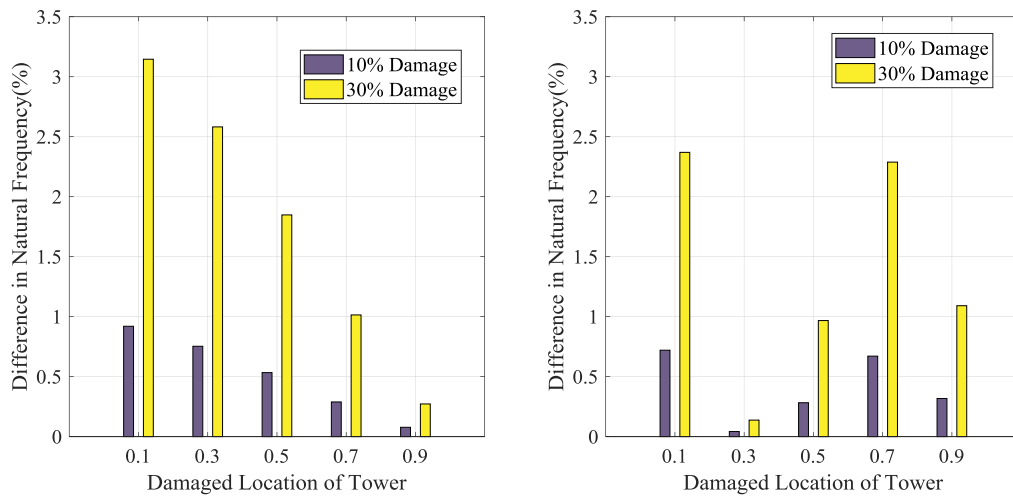 Difference in Natural Frequency(%)
3.5
3
2.5
2
1.5
1
0.5
0
10% Damage
30% Damage
0.1 0.3 0.5 0.7 0.9
Damaged Location of Tower
Difference in Natural Frequency(%)
3.5
3
2.5
2
1.5
1
0.5
0
10% Damage
30% Damage
0.1 0.3 0.5 0.7 0.9
Damaged Location of Tower